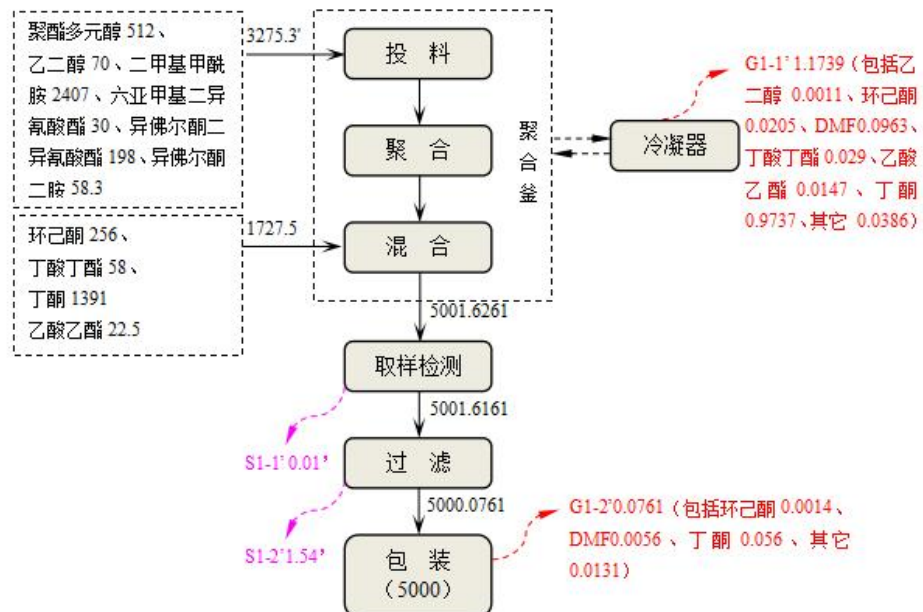 聚酯多元醇 512、
乙二醇 70、二甲基甲酰
胺 2407、六亚甲基二异
氰酸酯 30、异佛尔酮二
异氰酸酯 198、异佛尔酮
二胺 58.3
3275.3'
投 料
聚合釜
聚 合
冷凝器
G1-1' 1.1739（包括乙
二醇 0.0011、环己酮
0.0205、DMF0.0963、
丁酸丁酯 0.029、乙酸
乙酯 0.0147、丁酮
0.9737、其它 0.0386）
环己酮 256、
丁酸丁酯 58、
丁酮 1391
乙酸乙酯 22.5
1727.5
混 合
5001.6261
取样检测
5001.6161
S1-1' 0.01'
过 滤
5000.0761
S1-2'1.54'
包 装
（5000）
G1-2'0.0761（包括环己酮 0.0014、
DMF0.0056、丁酮 0.056、其它
0.0131）